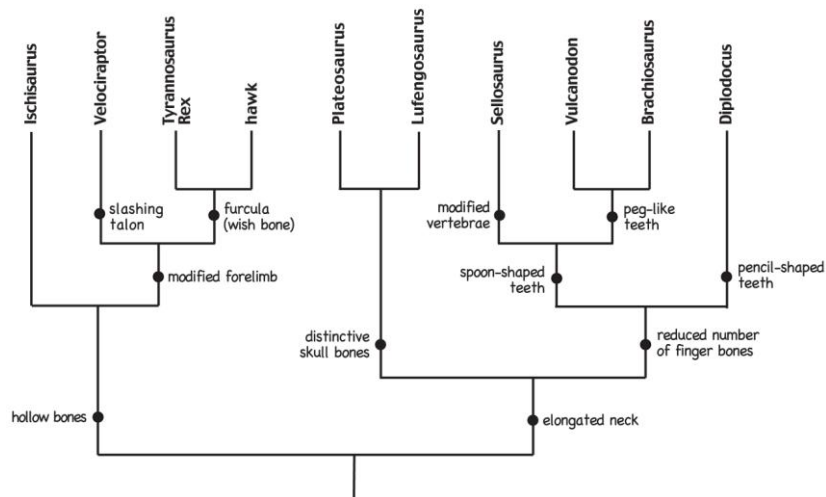 Ischisaurus
Velociraptor
Tyrannosaurus
Rex
hawk
Plateosaurus
Lufengosaurus
Sellosaurus
Vulcanodon
Brachiosaurus
Diplodocus
slashing
talon
furcula
(wish bone)
modified
vertebrae
peg-like
teeth
modified forelimb
spoon-shaped
teeth
pencil-shaped
teeth
distinctive
skull bones
reduced number
of finger bones
hollow bones
elongated neck